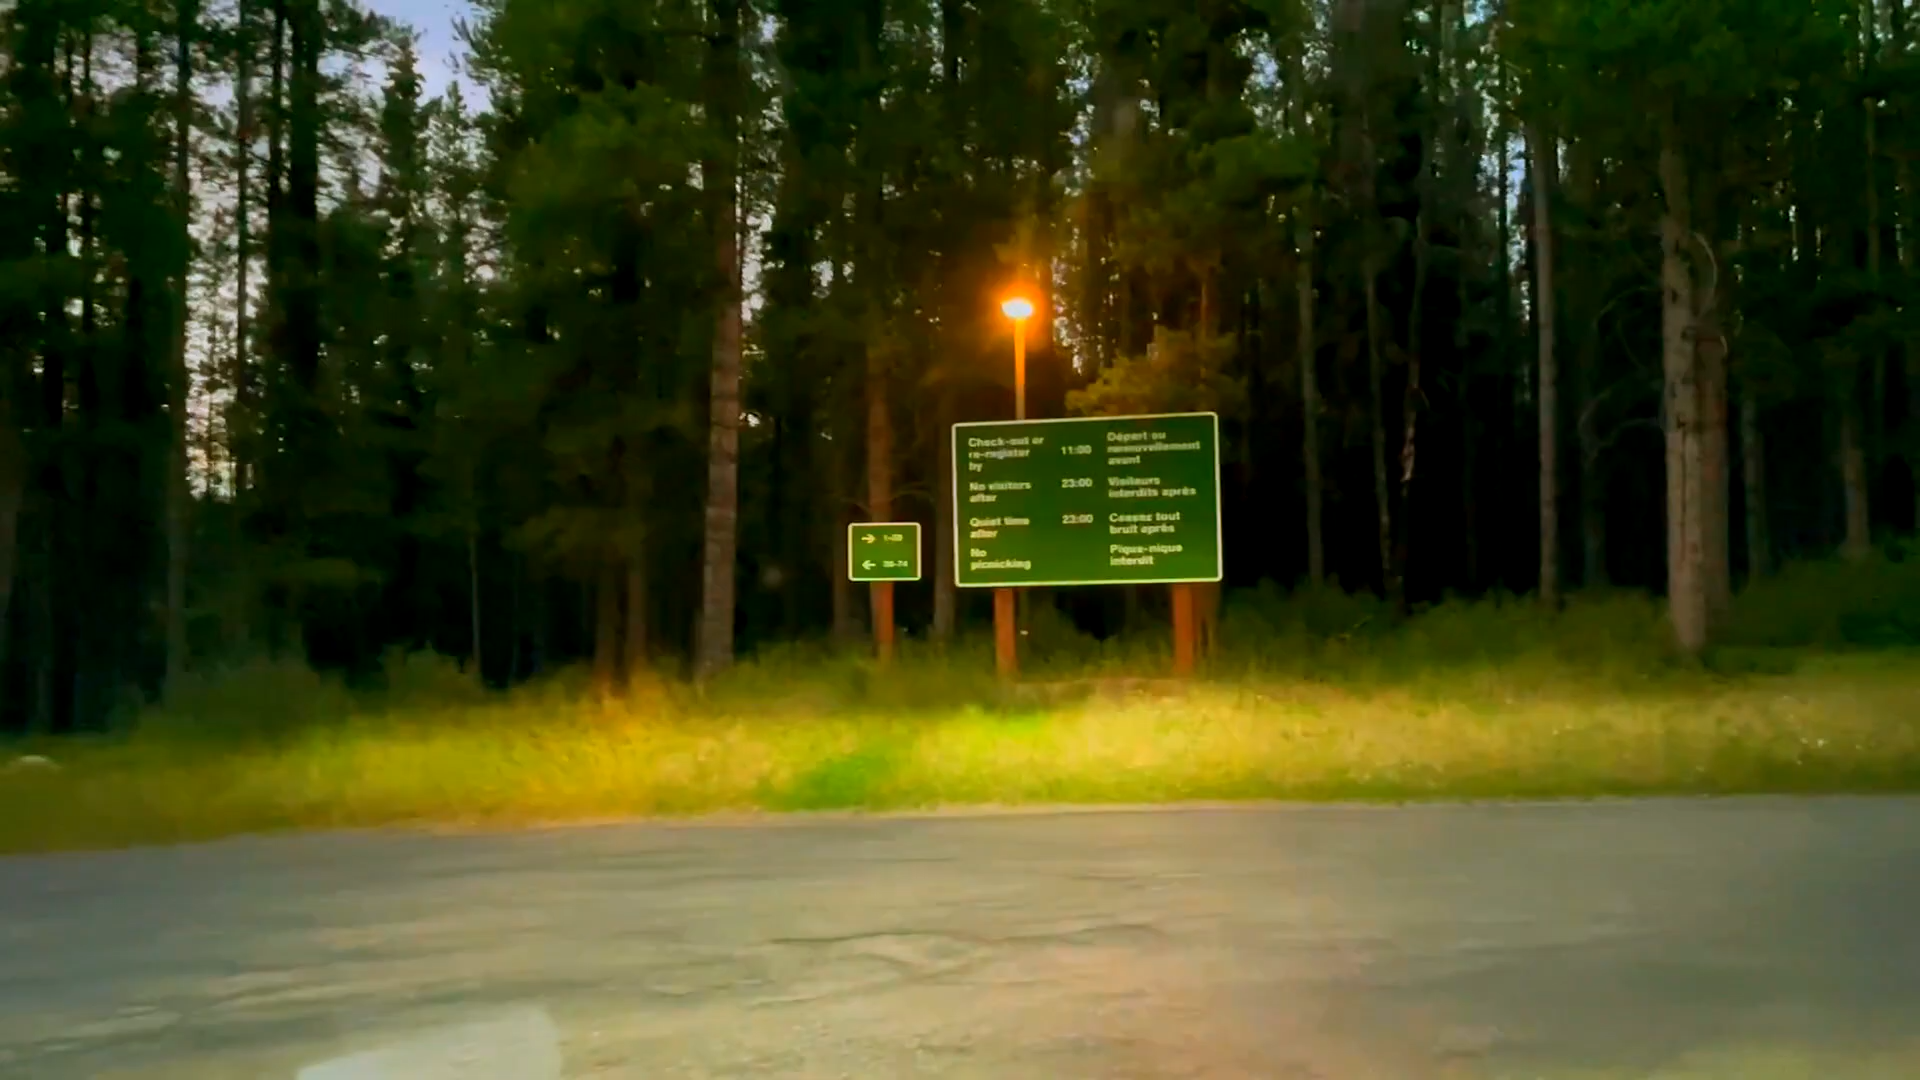 Check-out or
re-register
by
11:00
Départ ou
renouvellement
avant
No visitors
after
23:00
Visiteurs
interdits après
Quiet time
after
23:00
Cessez tout
bruit après
No
picnicking
Pique-nique
interdit
→
←